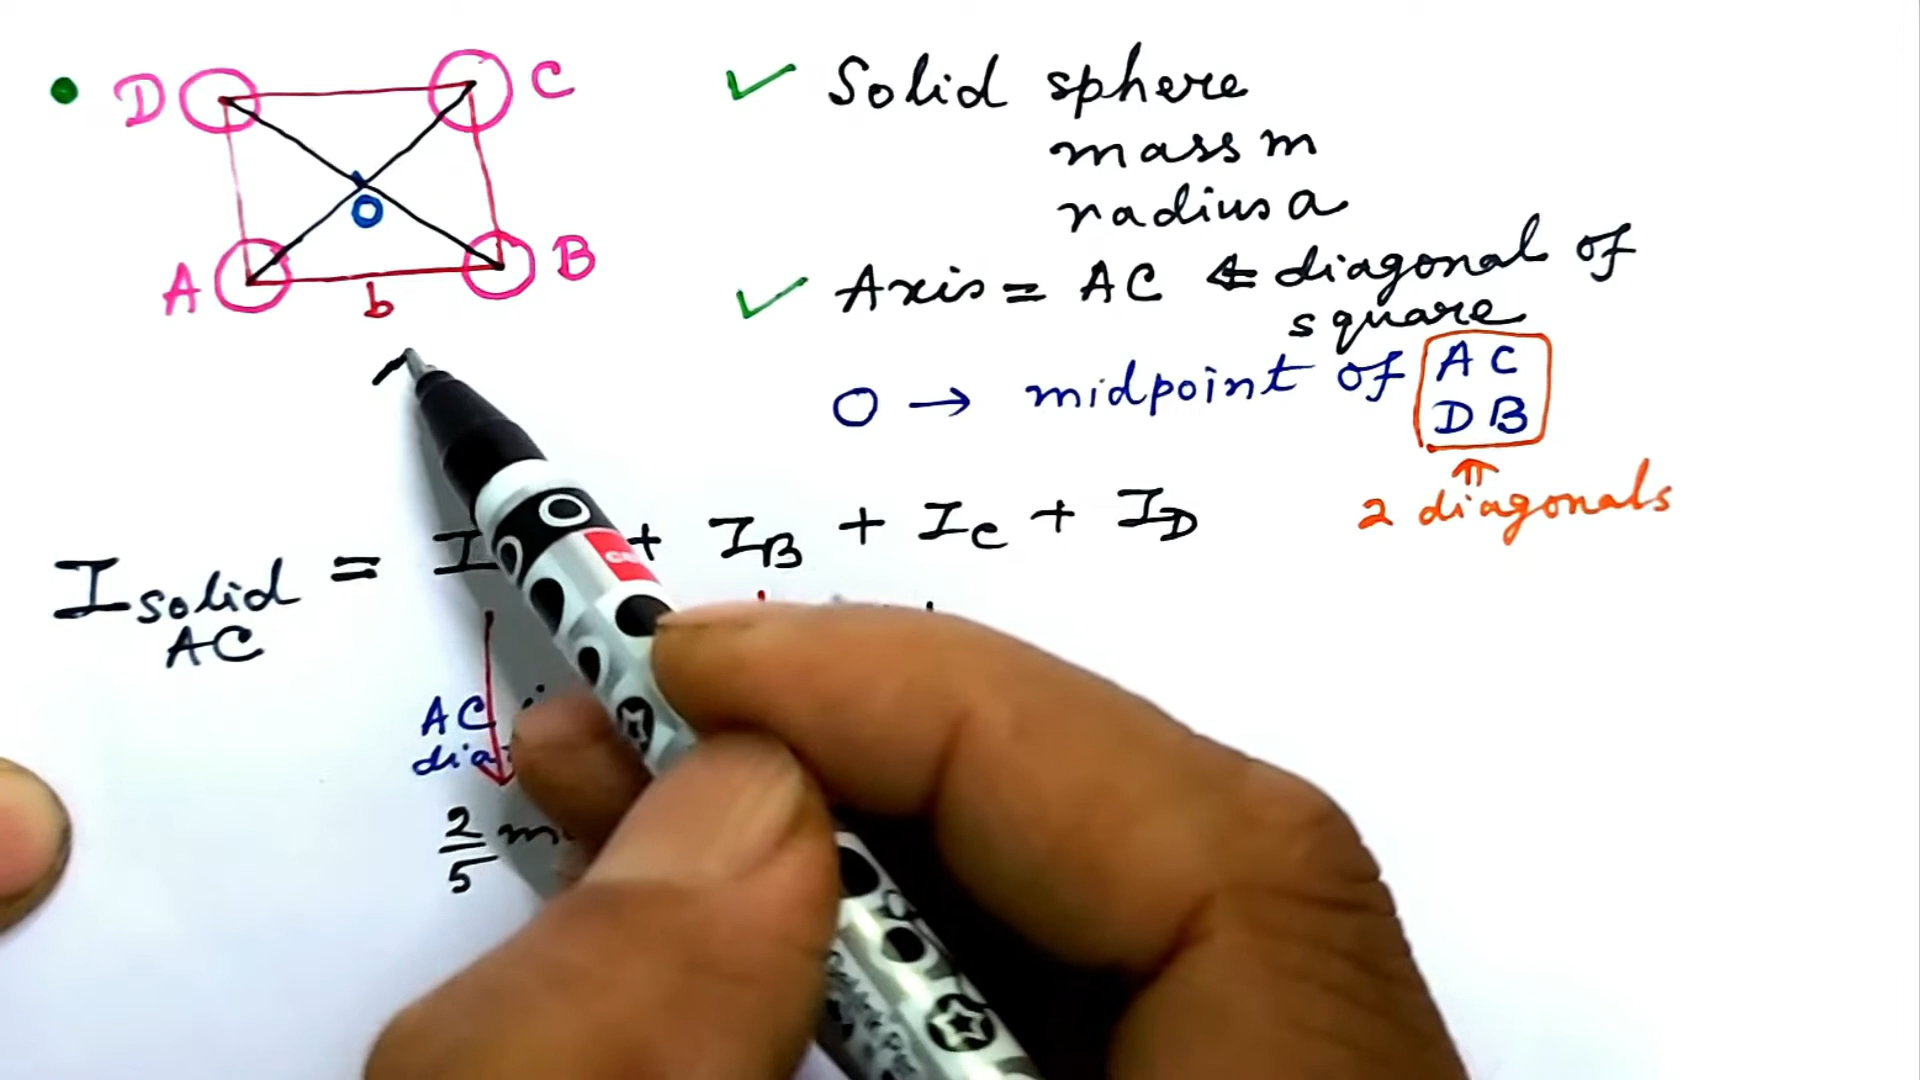 D C
A B
O
b
Solid sphere
mass m
radius a
Axis = AC ⇐ diagonal of
square
O → midpoint of AC
DB
2 diagonals
I solid AC = I + I_B + I_C + I_D
AC
2/5 m